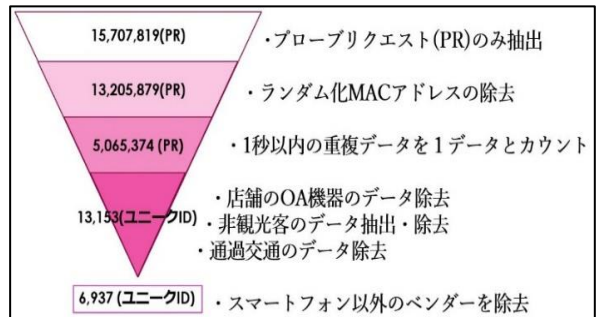 15,707,819(PR)
・プローブリクエスト(PR)のみ抽出
13,205,879(PR)
・ランダム化MACアドレスの除去
5,065,374 (PR)
・1秒以内の重複データを１データとカウント
13,153(ユニークID)
・店舗のOA機器のデータ除去
・非観光客のデータ抽出・除去
・通過交通のデータ除去
6,937 (ユニークID)
・スマートフォン以外のベンダーを除去